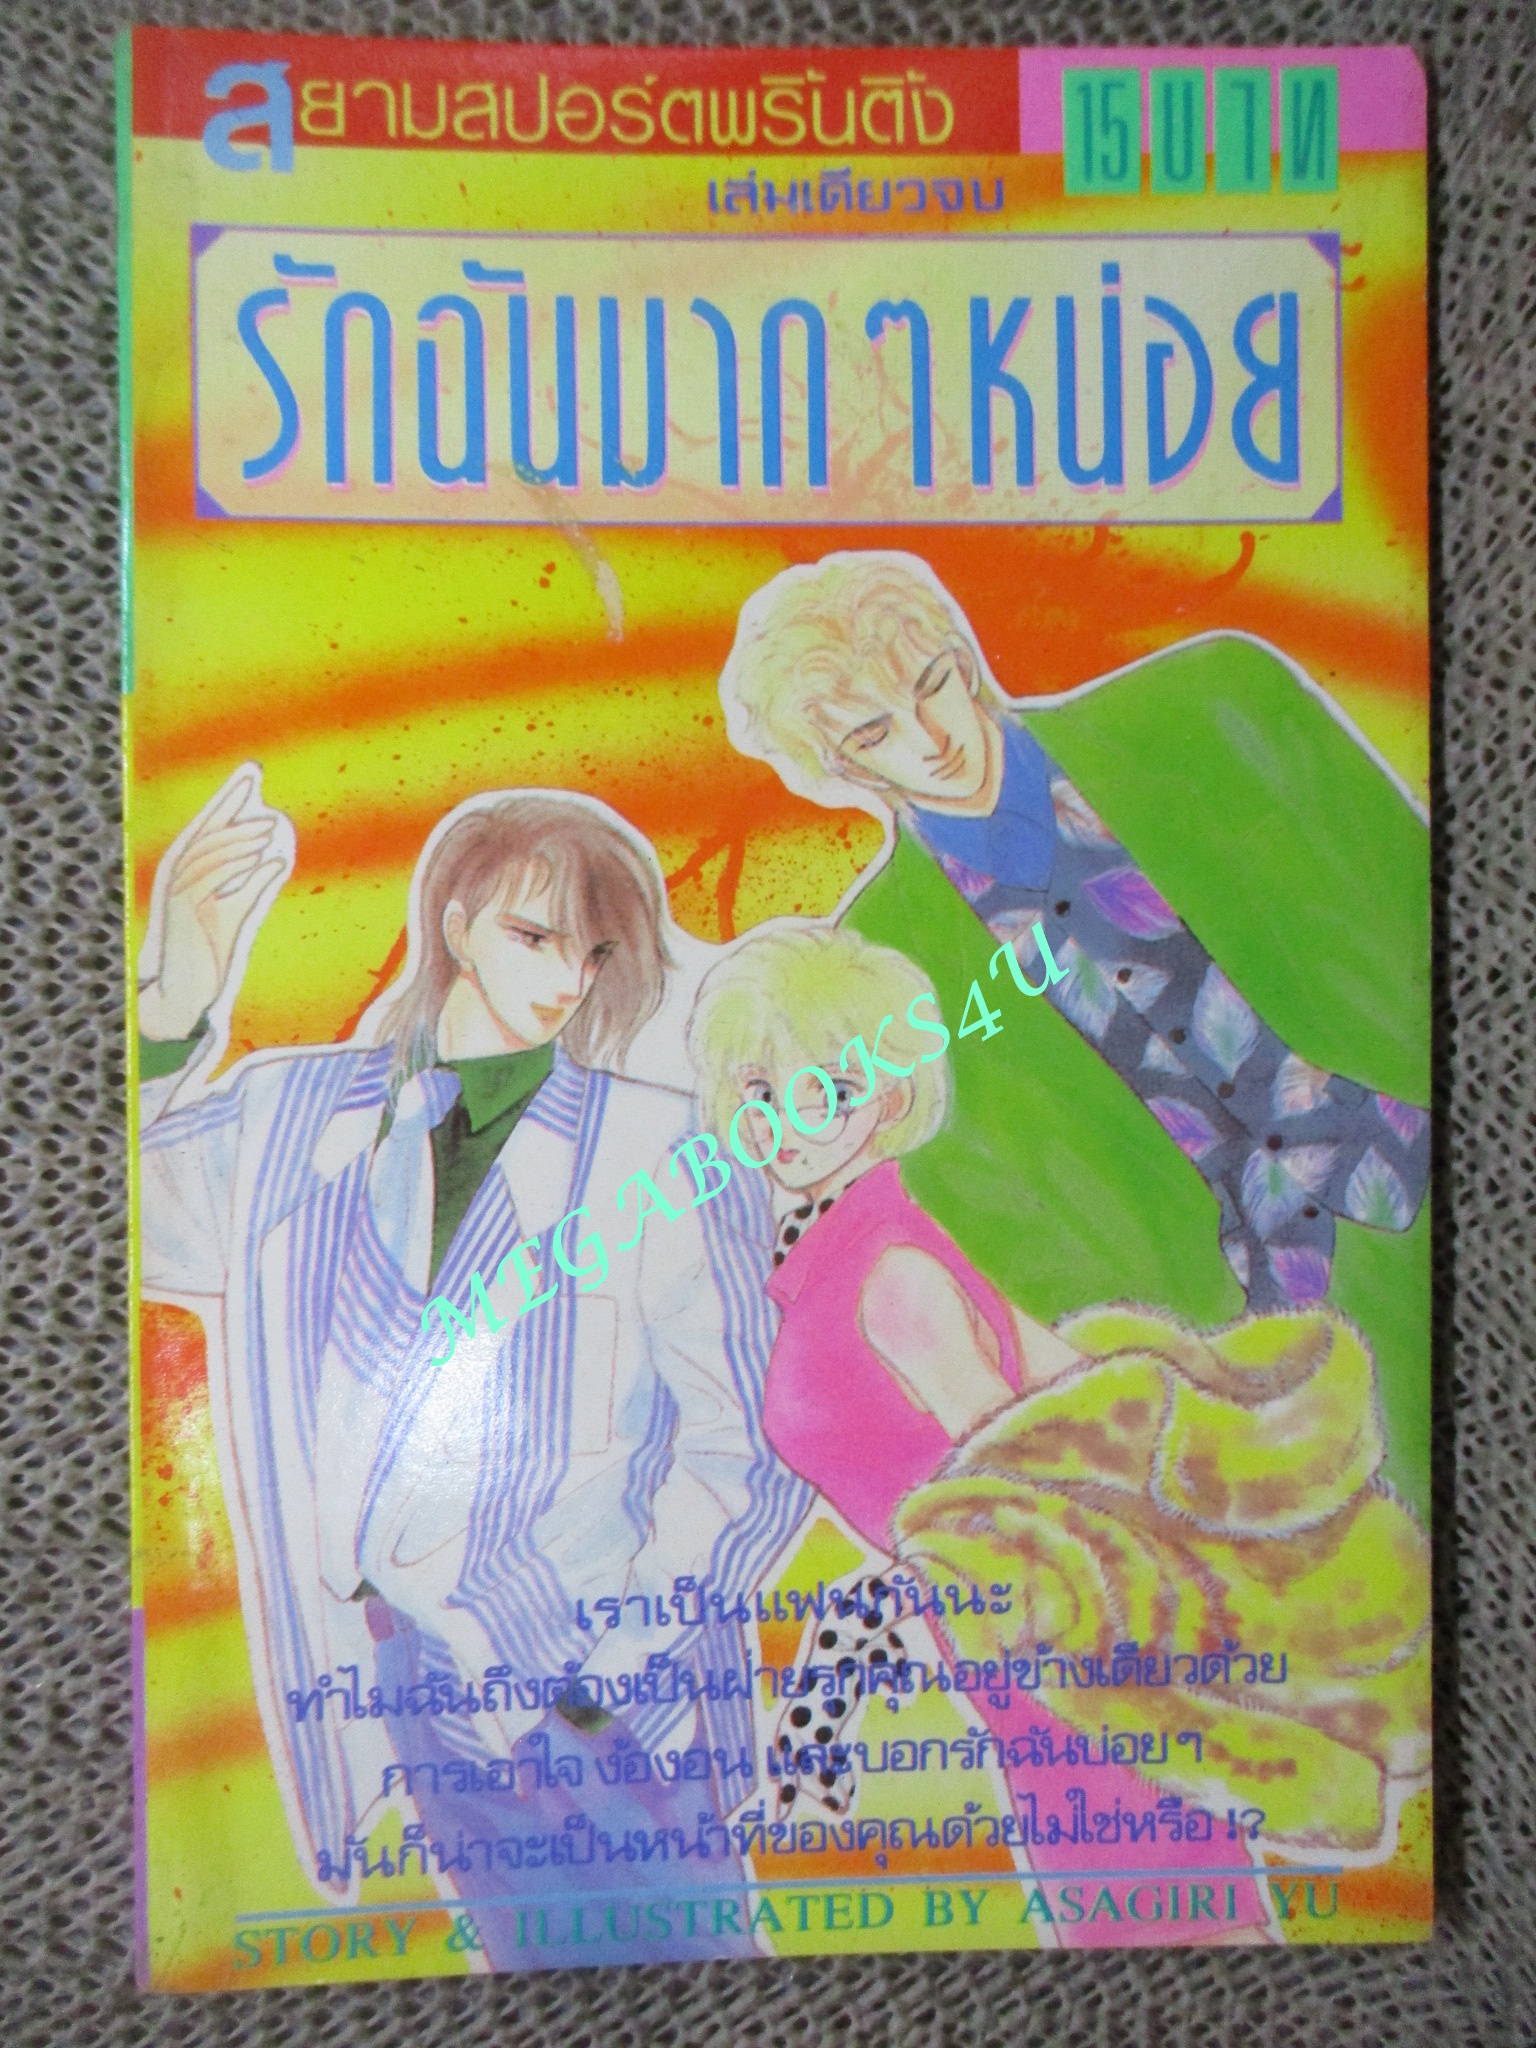 สยามสปอร์ตพริ้นติ้ง
15 บาท
เล่มเดียวจบ
รักฉันมาก ๆ หน่อย
MEGABOOKS4U
เราเป็นแฟนกันนะ
ทำไมฉันถึงต้องเป็นฝ่ายรักคุณอยู่ข้างเดียวด้วย
การเอาใจ ง้องอน และบอกรักฉันบ่อย ๆ
มันก็น่าจะเป็นหน้าที่ของคุณด้วยไม่ใช่หรือ !?
STORY & ILLUSTRATED BY ASAGIRI YU